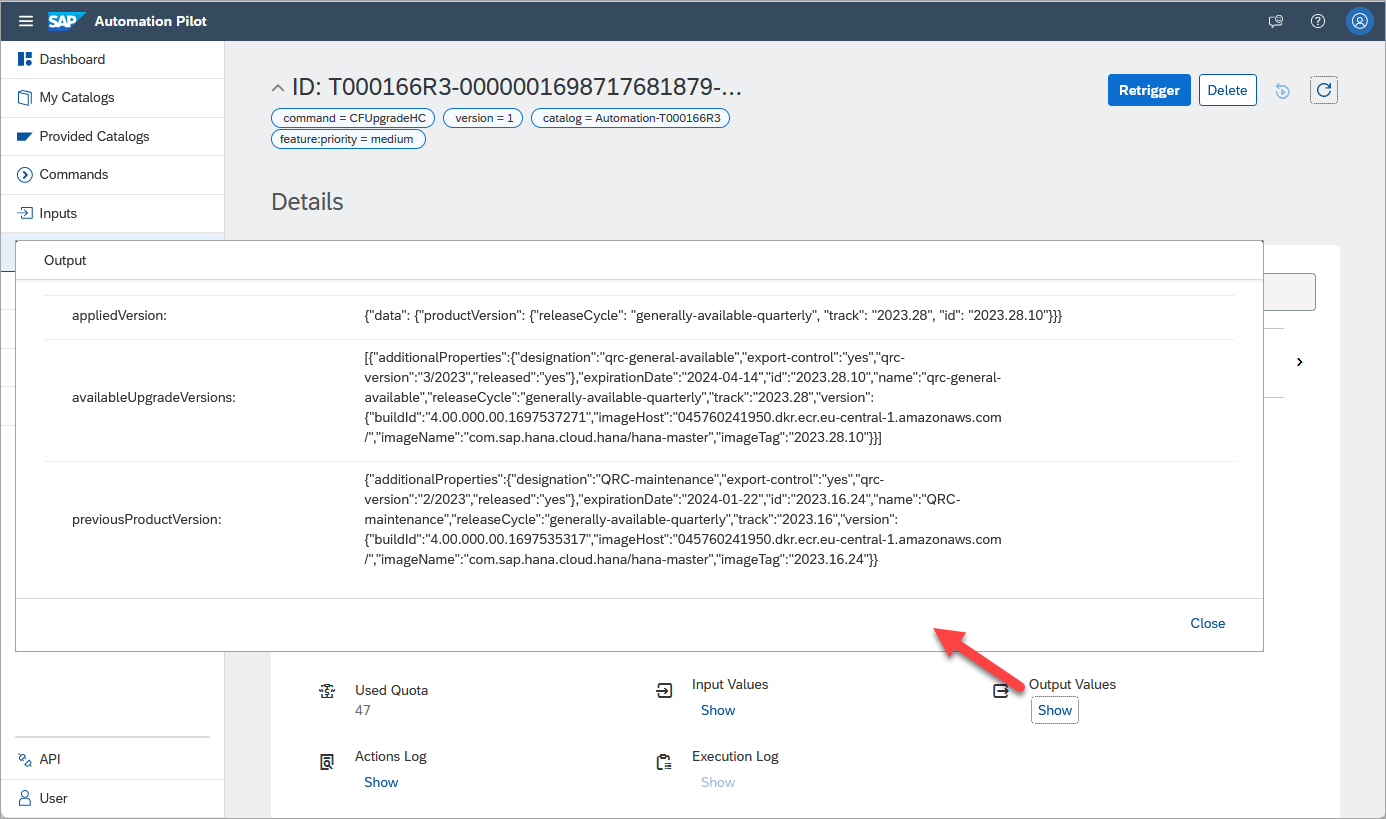 SAP Automation Pilot
Dashboard
My Catalogs
Provided Catalogs
Commands
Inputs
ID: T000166R3-0000001698717681879-...
Retrigger
Delete
command = CFUpgradeHC
version = 1
catalog = Automation-T000166R3
feature:priority = medium
Details
Output
appliedVersion:
{"data": {"productVersion": {"releaseCycle": "generally-available-quarterly", "track": "2023.28", "id": "2023.28.10"}}}
availableUpgradeVersions:
[{"additionalProperties":{"designation":"qrc-general-available","export-control":"yes","qrc-
version":"3/2023","released":"yes"},"expirationDate":"2024-04-14","id":"2023.28.10","name":"qrc-general-
available","releaseCycle":"generally-available-quarterly","track":"2023.28","version":
{"buildId":"4.00.000.00.1697537271","imageHost":"045760241950.dkr.ecr.eu-central-1.amazonaws.com
/","imageName":"com.sap.hana.cloud.hana/hana-master","imageTag":"2023.28.10"}}]
previousProductVersion:
{"additionalProperties":{"designation":"QRC-maintenance","export-control":"yes","qrc-
version":"2/2023","released":"yes"},"expirationDate":"2024-01-22","id":"2023.16.24","name":"QRC-
maintenance","releaseCycle":"generally-available-quarterly","track":"2023.16","version":
{"buildId":"4.00.000.00.1697535317","imageHost":"045760241950.dkr.ecr.eu-central-1.amazonaws.com
/","imageName":"com.sap.hana.cloud.hana/hana-master","imageTag":"2023.16.24"}}
Close
Used Quota
47
Input Values
Show
Output Values
Show
Actions Log
Show
Execution Log
Show
API
User